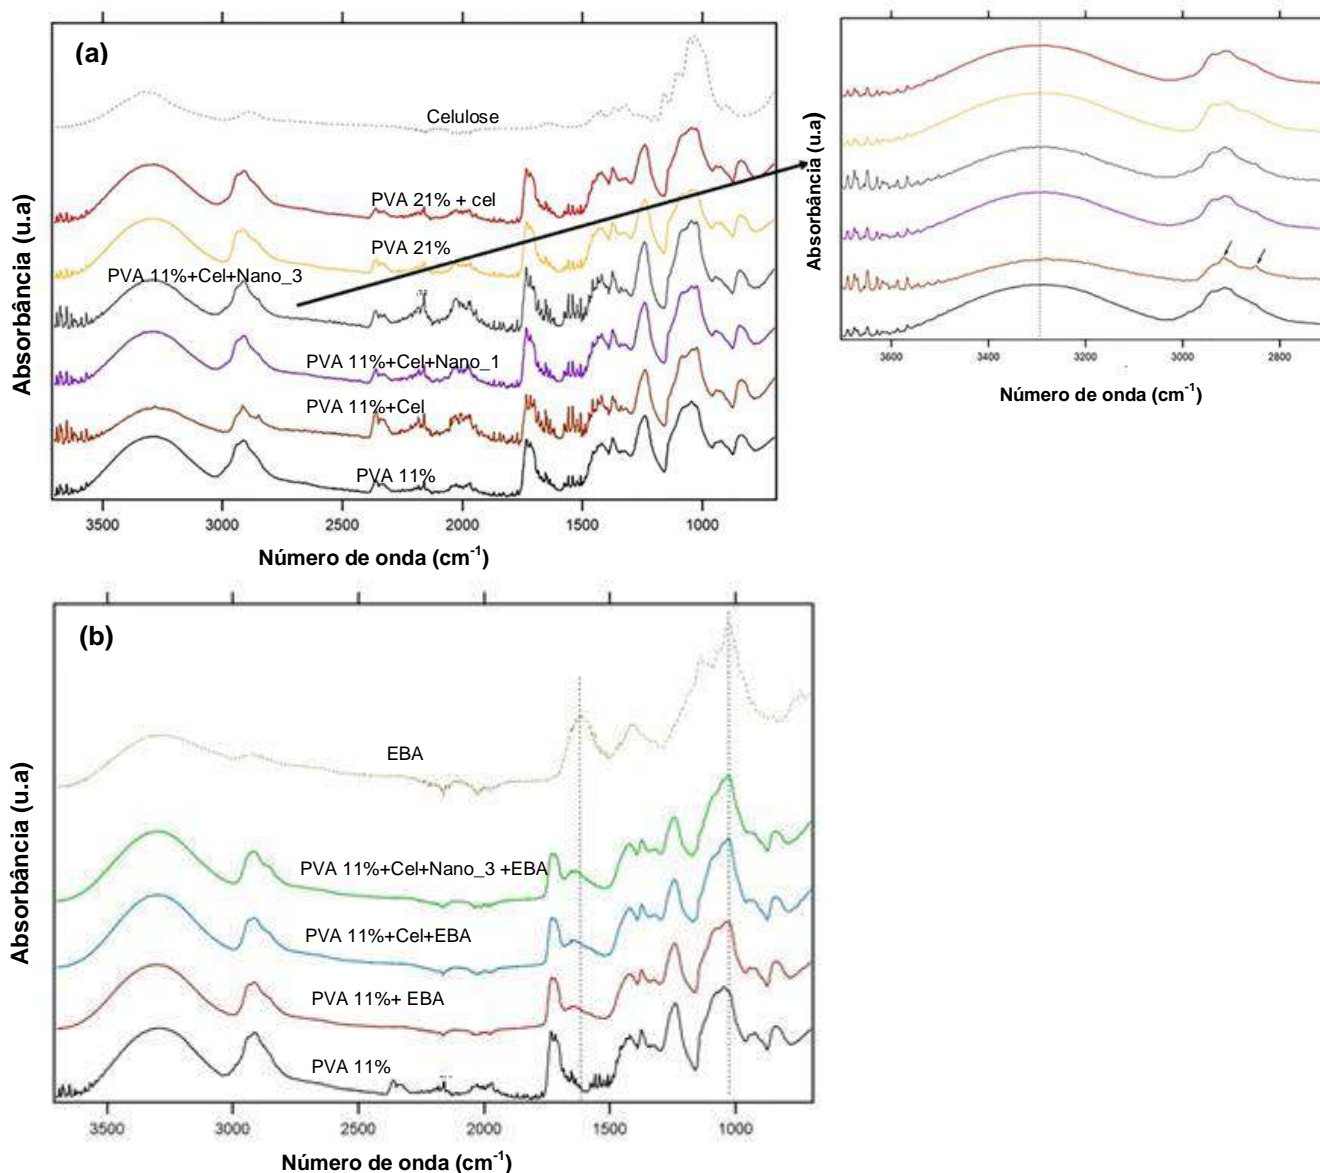 (a)
Celulose
PVA 21% + cel
PVA 21%
PVA 11%+Cel+Nano_3
PVA 11%+Cel+Nano_1
PVA 11%+Cel
PVA 11%
Absorbância (u.a)
3500 3000 2500 2000 1500 1000
Número de onda (cm-1)
Absorbância (u.a)
3600 3400 3200 3000 2800
Número de onda (cm-1)
(b)
EBA
PVA 11%+Cel+Nano_3 +EBA
PVA 11%+Cel+EBA
PVA 11%+ EBA
PVA 11%
Absorbância (u.a)
3500 3000 2500 2000 1500 1000
Número de onda (cm-1)